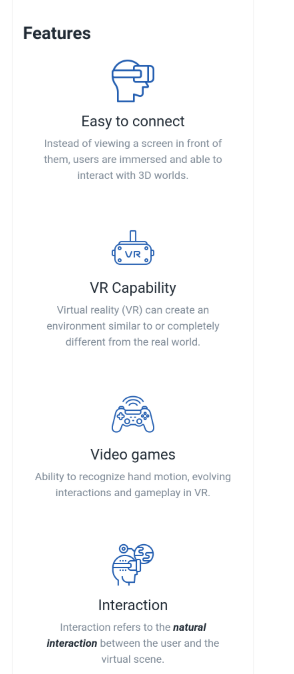 Features
Easy to connect
Instead of viewing a screen in front of
them, users are immersed and able to
interact with 3D worlds.
VR
VR Capability
Virtual reality (VR) can create an
environment similar to or completely
different from the real world.
Video games
Ability to recognize hand motion, evolving
interactions and gameplay in VR.
Interaction
Interaction refers to the natural
interaction between the user and the
virtual scene.